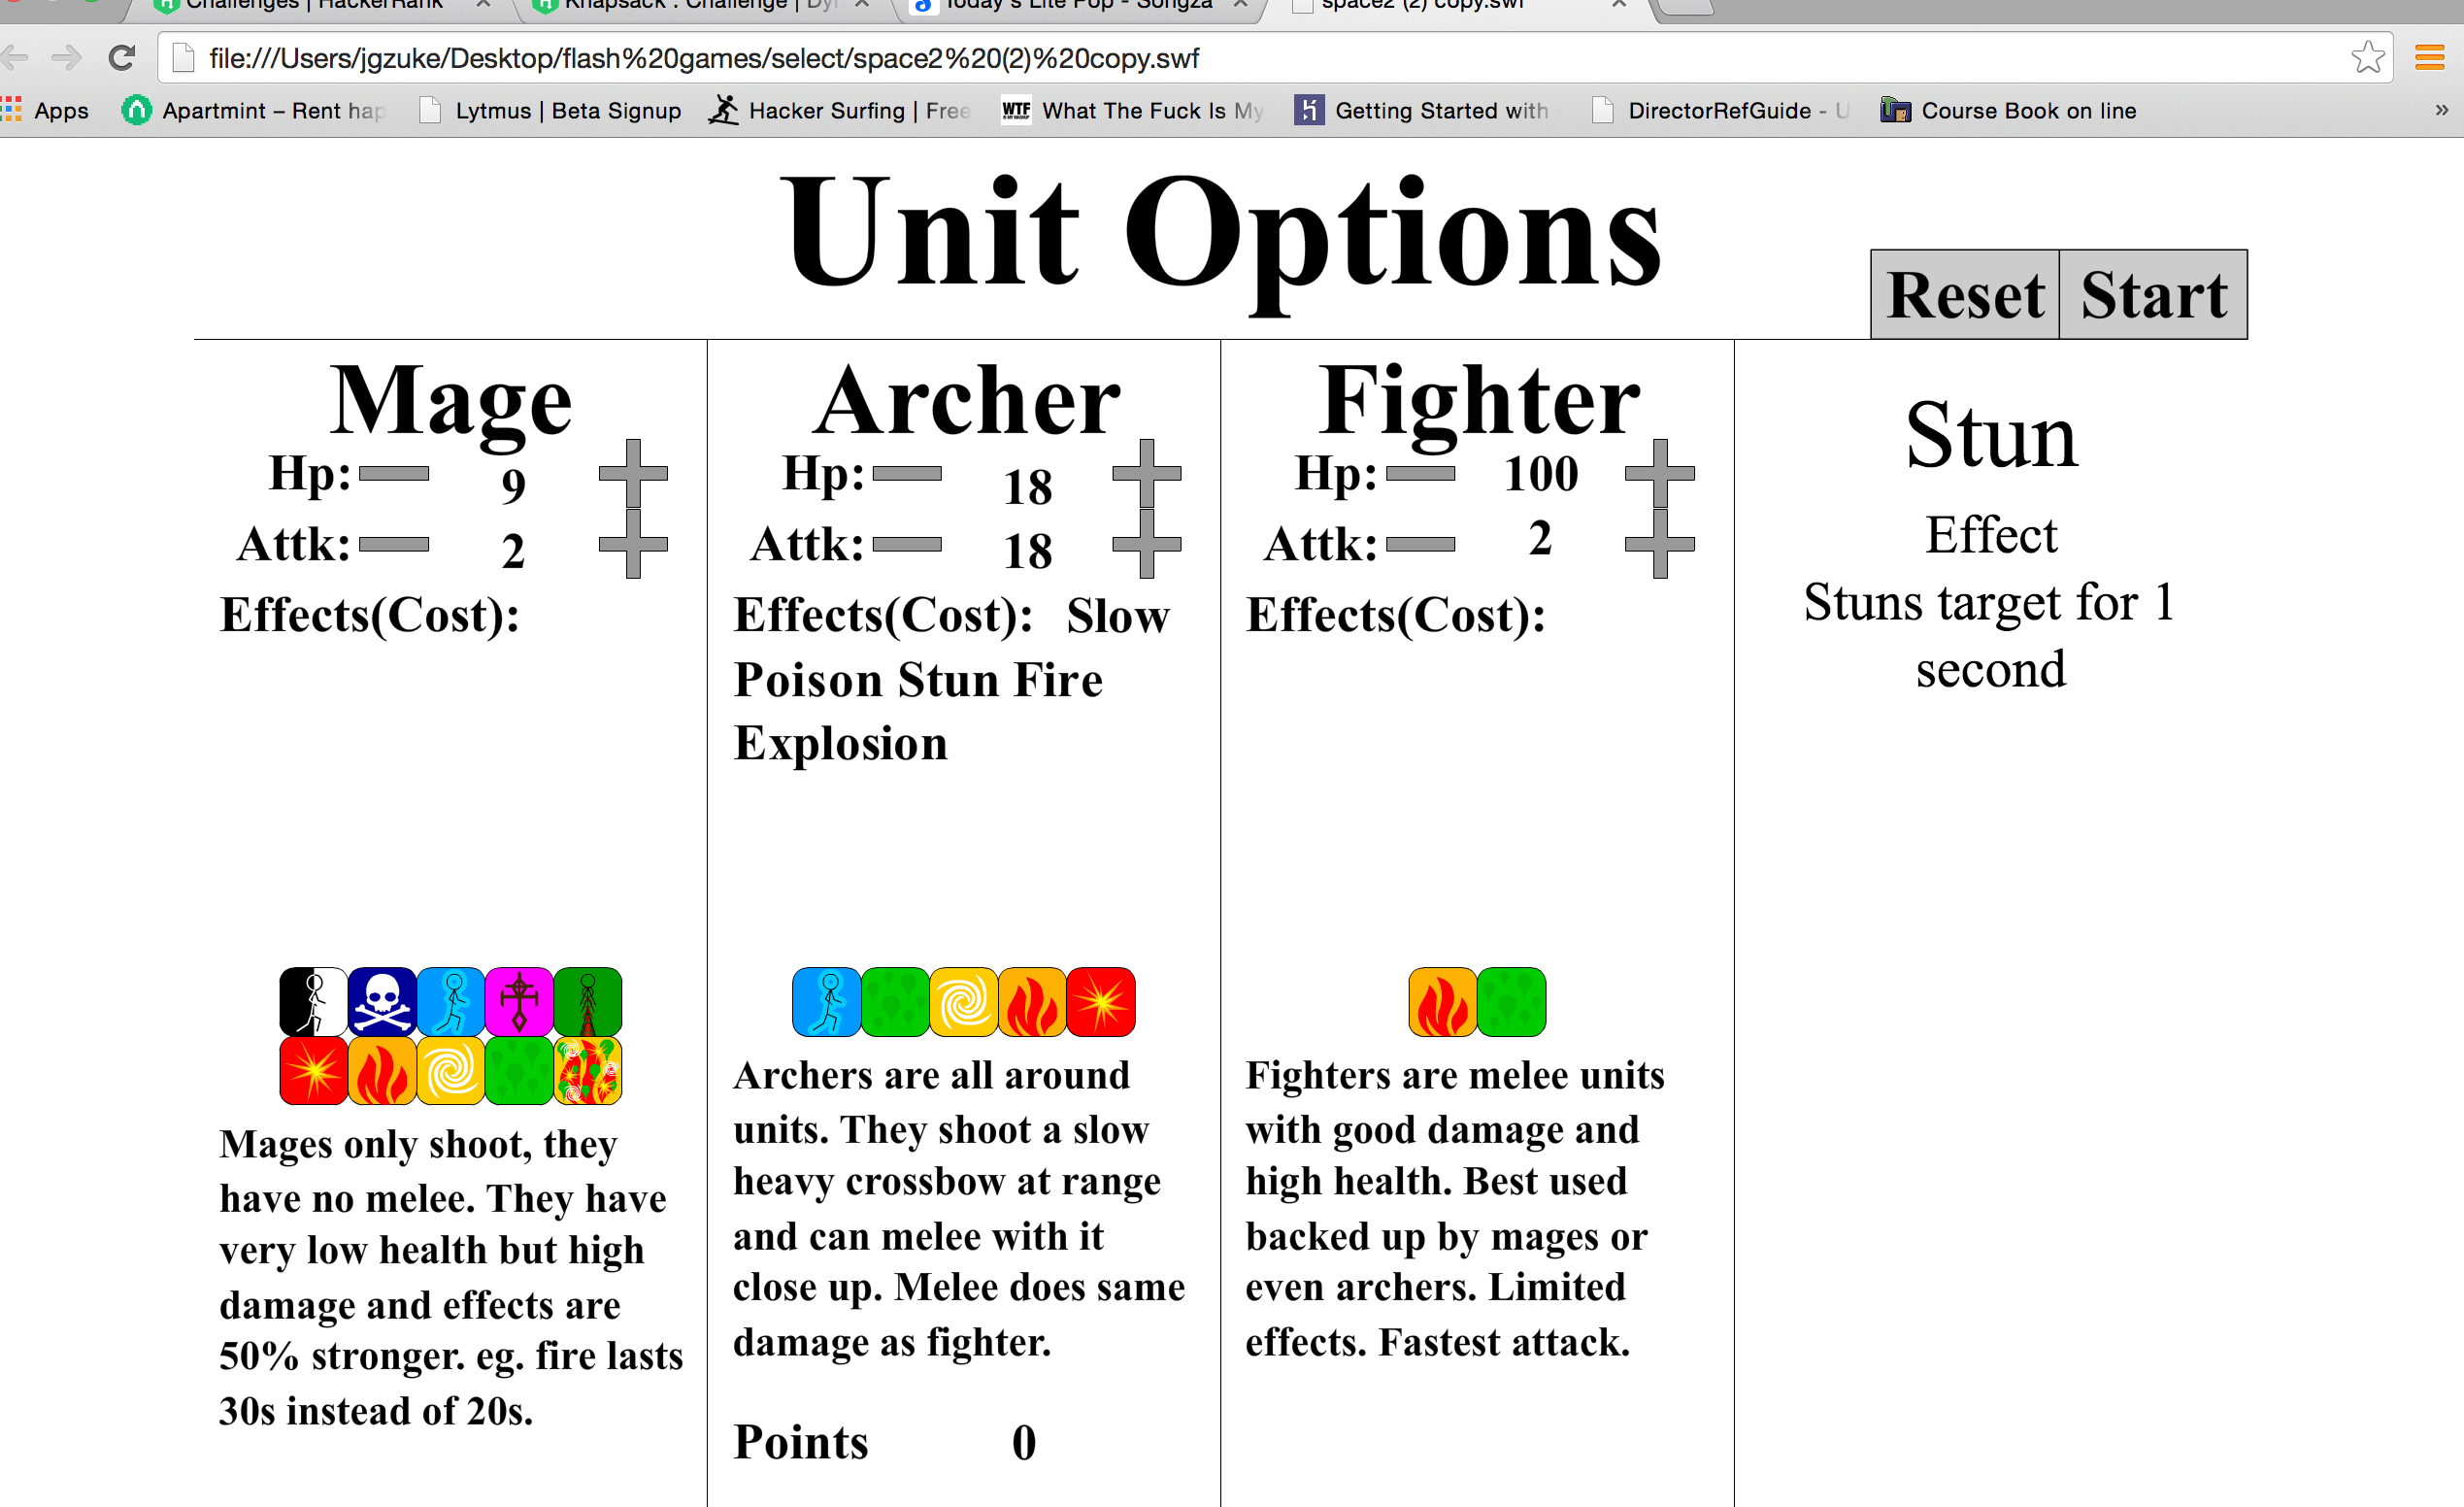 Challenges | HackerRank
Knapsack : Challenge | Dy
Today's Lite Pop - Songza
space2 (2) copy.swf
file:///Users/jgzuke/Desktop/flash%20games/select/space2%20(2)%20copy.swf
Apps
Apartmint – Rent hap
Lytmus | Beta Signup
Hacker Surfing | Free
WTF
What The Fuck Is My
Getting Started with
DirectorRefGuide - U
Course Book on line
»
Unit Options
Reset
Start
Mage
Hp: 9
Attk: 2
Effects(Cost):
Mages only shoot, they
have no melee. They have
very low health but high
damage and effects are
50% stronger. eg. fire lasts
30s instead of 20s.
Archer
Hp: 18
Attk: 18
Effects(Cost): Slow
Poison Stun Fire
Explosion
Archers are all around
units. They shoot a slow
heavy crossbow at range
and can melee with it
close up. Melee does same
damage as fighter.
Points 0
Fighter
Hp: 100
Attk: 2
Effects(Cost):
Fighters are melee units
with good damage and
high health. Best used
backed up by mages or
even archers. Limited
effects. Fastest attack.
Stun
Effect
Stuns target for 1
second